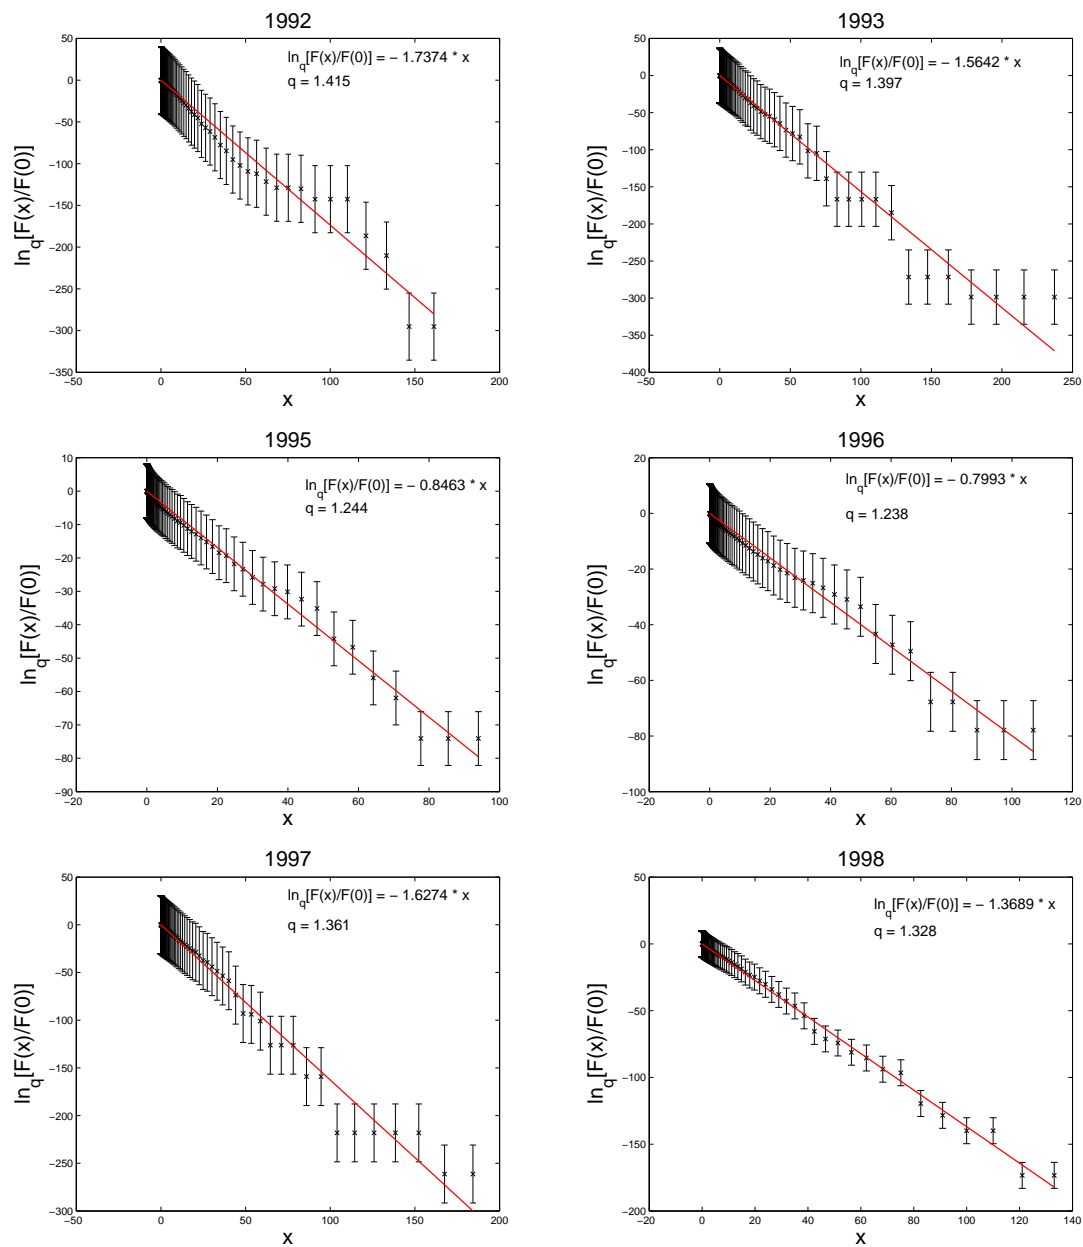 1992
ln_q[F(x)/F(0)] = − 1.7374 * x
q = 1.415
50
0
−50
−100
−150
−200
−250
−300
−350
ln_q[F(x)/F(0)]
−50 0 50 100 150 200
x
1993
ln_q[F(x)/F(0)] = − 1.5642 * x
q = 1.397
50
0
−50
−100
−150
−200
−250
−300
−350
−400
ln_q[F(x)/F(0)]
−50 0 50 100 150 200 250
x
1995
ln_q[F(x)/F(0)] = − 0.8463 * x
q = 1.244
10
0
−10
−20
−30
−40
−50
−60
−70
−80
−90
ln_q[F(x)/F(0)]
−20 0 20 40 60 80 100
x
1996
ln_q[F(x)/F(0)] = − 0.7993 * x
q = 1.238
20
0
−20
−40
−60
−80
−100
ln_q[F(x)/F(0)]
−20 0 20 40 60 80 100 120
x
1997
ln_q[F(x)/F(0)] = − 1.6274 * x
q = 1.361
50
0
−50
−100
−150
−200
−250
−300
ln_q[F(x)/F(0)]
−50 0 50 100 150 200
x
1998
ln_q[F(x)/F(0)] = − 1.3689 * x
q = 1.328
50
0
−50
−100
−150
−200
ln_q[F(x)/F(0)]
−20 0 20 40 60 80 100 120 140
x